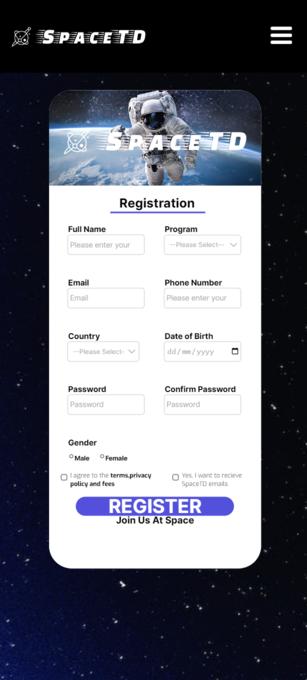 SPACETD
SPACETD
Registration
Full Name Program
Please enter your --Please Select--
Email Phone Number
Email Please enter your
Country Date of Birth
--Please Select- dd/mm/yyyy
Password Confirm Password
Password Password
Gender
Male Female
I agree to the terms,privacy Yes, I want to recieve
policy and fees SpaceTD emails
REGISTER
Join Us At Space